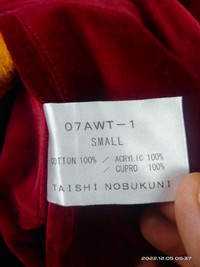 07AWT-1
SMALL
COTTON 100% / ACRYLIC 100%
/ CUPRO 100%
TAISHI NOBUKUNI
2022.12.05 05:37